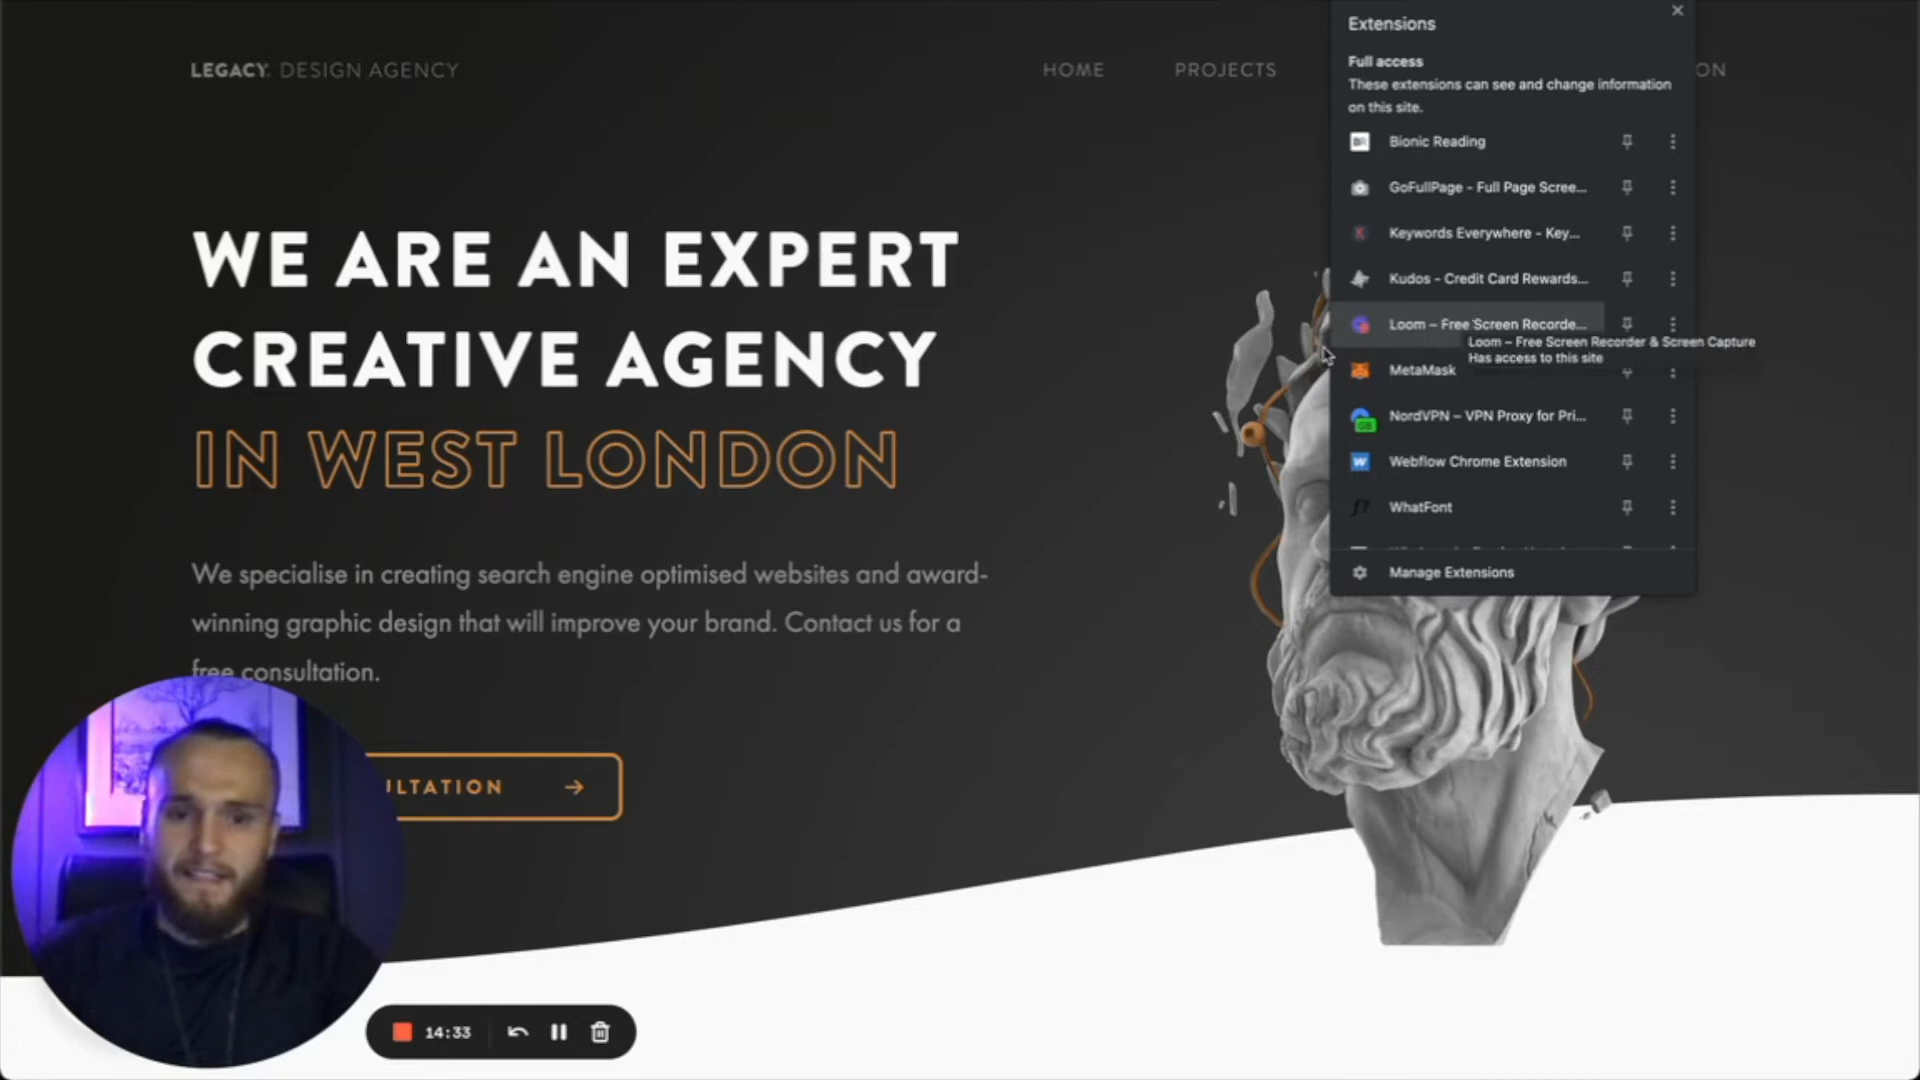 LEGACY. DESIGN AGENCY
HOME
PROJECTS
ON
WE ARE AN EXPERT
CREATIVE AGENCY
IN WEST LONDON
We specialise in creating search engine optimised websites and award-
winning graphic design that will improve your brand. Contact us for a
free consultation.
ULTATION →
14:33
Extensions
Full access
These extensions can see and change information
on this site.
Bionic Reading
GoFullPage - Full Page Scree...
Keywords Everywhere - Key...
Kudos - Credit Card Rewards...
Loom – Free Screen Recorde...
Loom – Free Screen Recorder & Screen Capture
Has access to this site
MetaMask
NordVPN – VPN Proxy for Pri...
GB
Webflow Chrome Extension
WhatFont
Manage Extensions